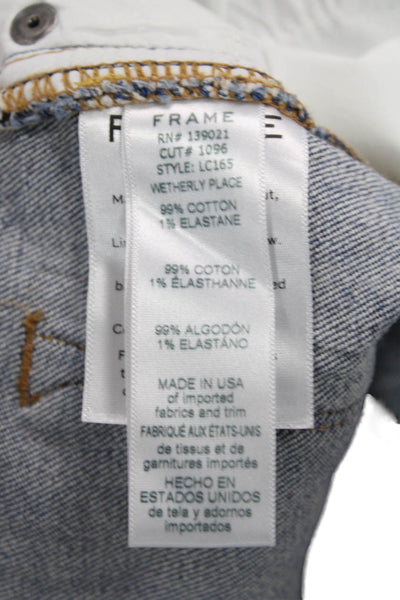 FRAME
RN# 139021
CUT# 1096
STYLE: LC165
WETHERLY PLACE
99% COTTON
1% ELASTANE
99% COTON
1% ÉLASTHANNE
99% ALGODÓN
1% ELASTÁNO
MADE IN USA
of imported
fabrics and trim
FABRIQUÉ AUX ÉTATS-UNIS
de tissus et de
garnitures importés
HECHO EN
ESTADOS UNIDOS
de tela y adornos
importados